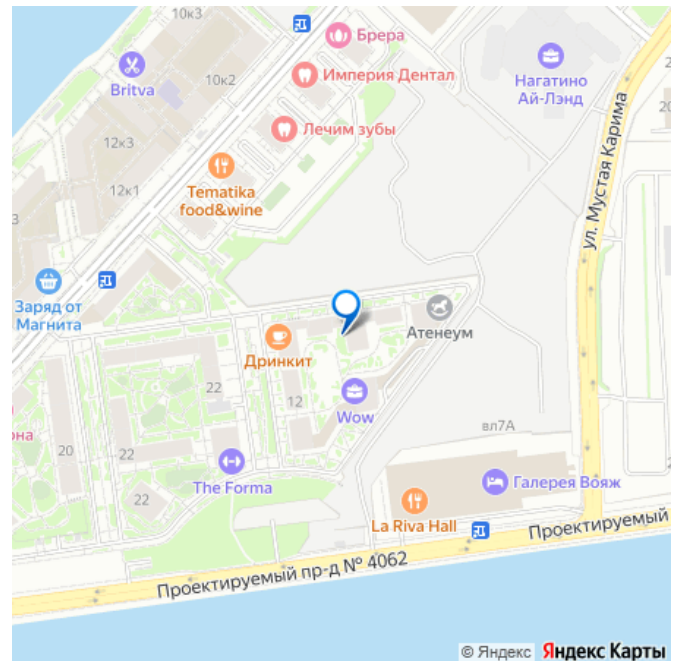 10к3
Брера
10к2
Britva
Империя Дентал
Нагатино
Ай-Лэнд
Лечим зубы
12к3
12к1
Tematika
food&wine
3
ул. Мустая Карима
Заряд от
Магнита
Атенеум
Дринкит
22
12
Wow
вл7А
она
20
22
The Forma
22
Галерея Вояж
La Riva Hall
Проектируемый
Проектируемый пр-д № 4062
© Яндекс Яндекс Карты